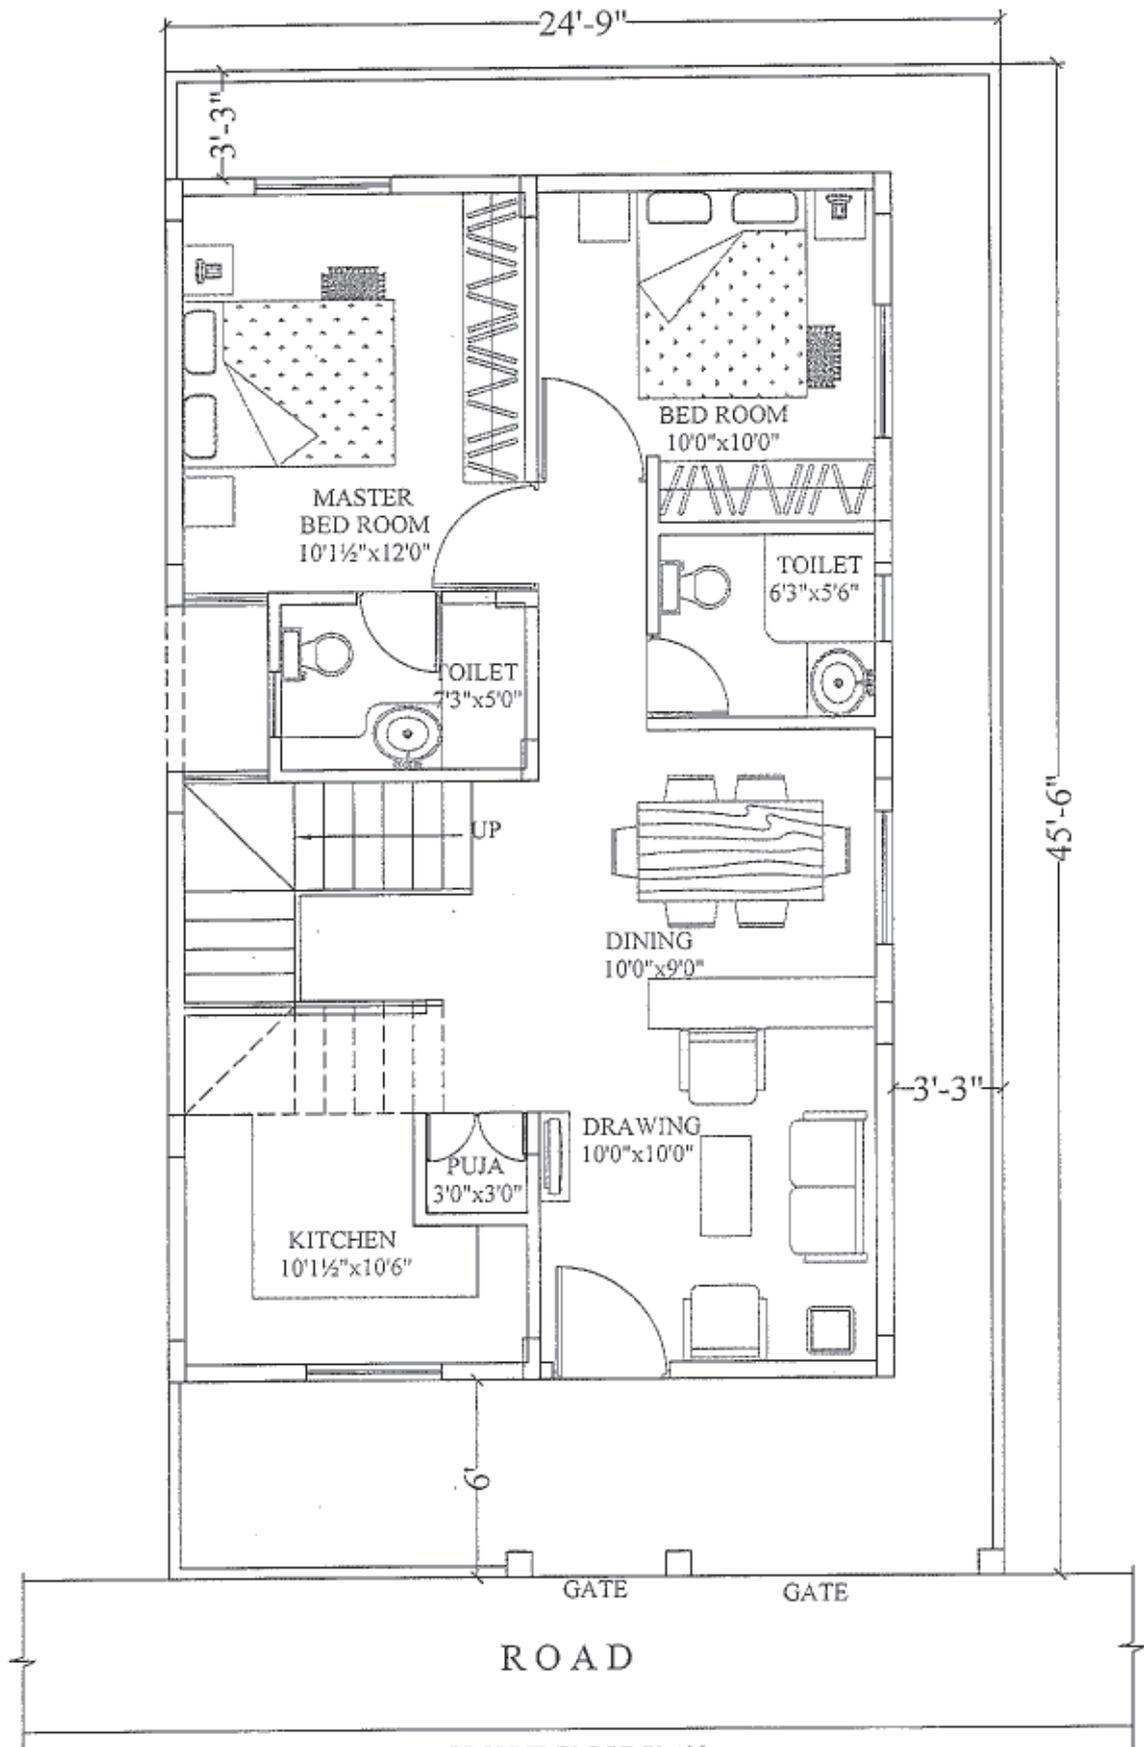 24'-9"
3'-3"
BED ROOM
10'0"x10'0"
MASTER
BED ROOM
10'1½"x12'0"
TOILET
6'3"x5'6"
TOILET
7'3"x5'0"
UP
45'-6"
DINING
10'0"x9'0"
3'-3"
DRAWING
10'0"x10'0"
PUJA
3'0"x3'0"
KITCHEN
10'1½"x10'6"
6'
GATE
GATE
ROAD